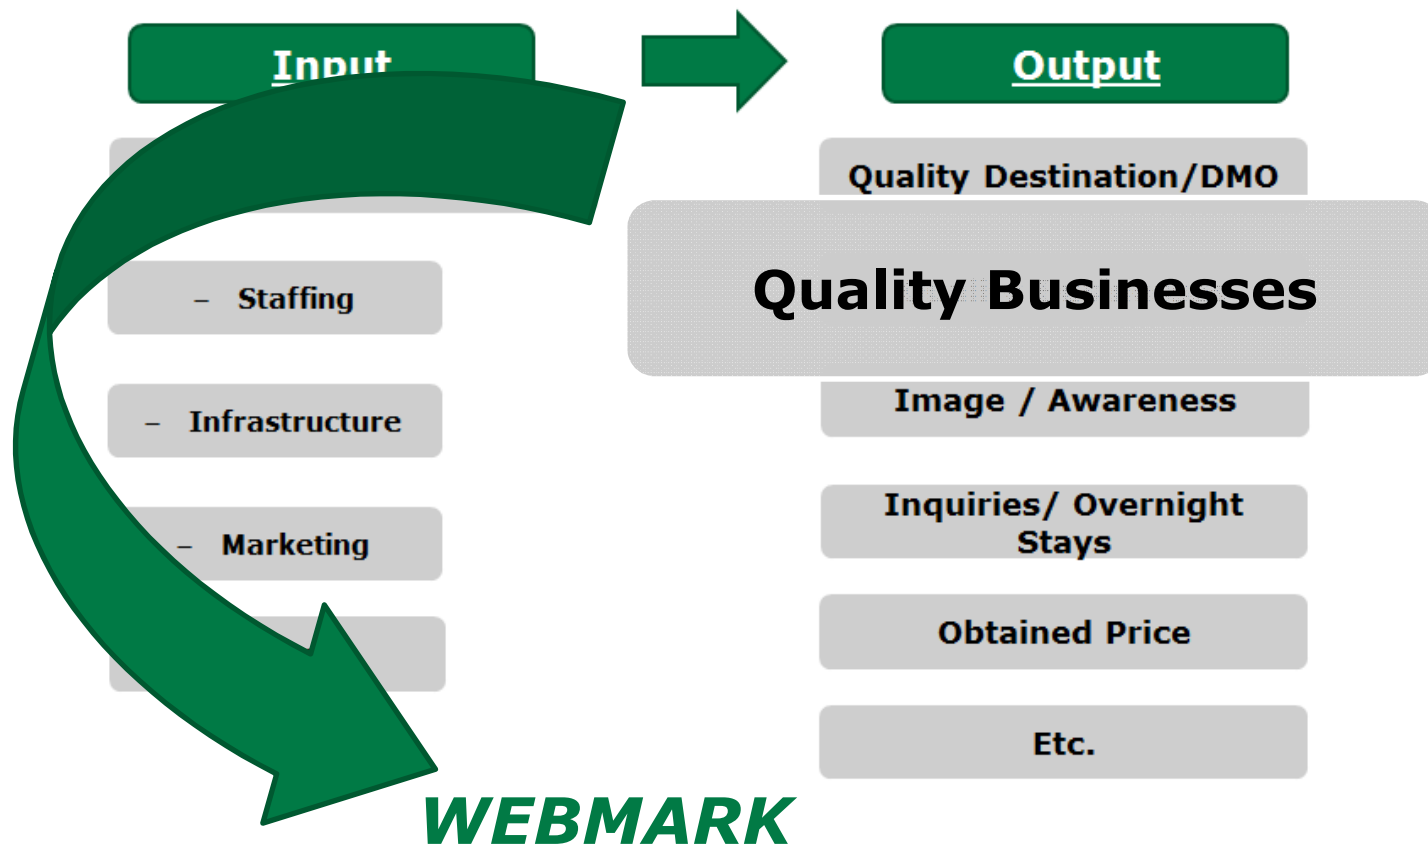 Input
Output
Quality Destination/DMO
Quality Businesses
– Staffing
– Infrastructure
Image / Awareness
– Marketing
Inquiries/ Overnight
Stays
Obtained Price
Etc.
WEBMARK